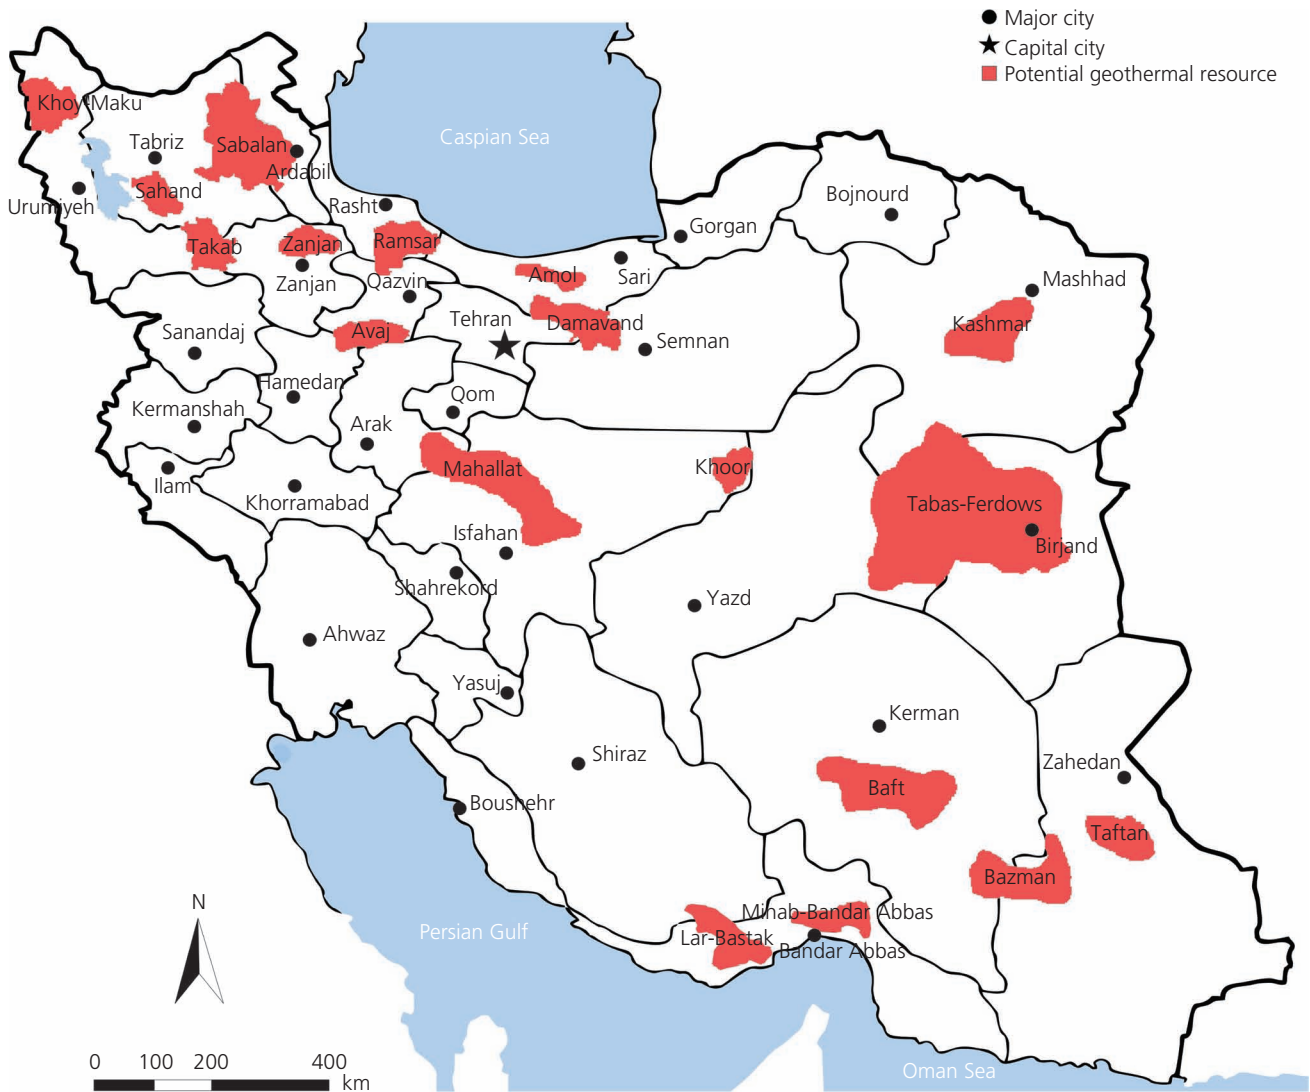 Major city
Capital city
Potential geothermal resource
Khoy-Maku
Caspian Sea
Tabriz
Sabalan
Ardabil
Sahand
Urumiyeh
Rasht
Bojnourd
Gorgan
Takab
Zanjan
Ramsar
Zanjan
Qazvin
Amol
Sari
Mashhad
Sanandaj
Avaj
Tehran
Damavand
Semnan
Kashmar
Hamedan
Kermanshah
Qom
Arak
Mahallat
Khoor
Ilam
Khorramabad
Tabas-Ferdows
Isfahan
Birjand
Shahrekord
Yazd
Ahwaz
Yasuj
Kerman
Shiraz
Zahedan
Baft
Boushehr
Taftan
Bazman
N
Persian Gulf
Minab-Bandar Abbas
Lar-Bastak
Bandar Abbas
Oman Sea
0 100 200 400
km